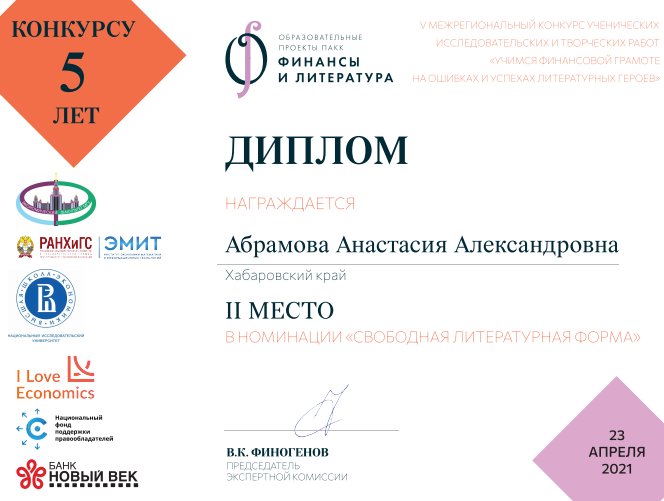 КОНКУРСУ
5
ЛЕТ
ОБРАЗОВАТЕЛЬНЫЕ
ПРОЕКТЫ ПАКК
ФИНАНСЫ
И ЛИТЕРАТУРА
V МЕЖРЕГИОНАЛЬНЫЙ КОНКУРС УЧЕНИЧЕСКИХ
ИССЛЕДОВАТЕЛЬСКИХ И ТВОРЧЕСКИХ РАБОТ
«УЧИМСЯ ФИНАНСОВОЙ ГРАМОТЕ
НА ОШИБКАХ И УСПЕХАХ ЛИТЕРАТУРНЫХ ГЕРОЕВ»
ДИПЛОМ
НАГРАЖДАЕТСЯ
Абрамова Анастасия Александровна
Хабаровский край
II МЕСТО
В НОМИНАЦИИ «СВОБОДНАЯ ЛИТЕРАТУРНАЯ ФОРМА»
РАНХиГС
ЭМИТ
ВЫСШАЯ ШКОЛА ЭКОНОМИКИ
НАЦИОНАЛЬНЫЙ ИССЛЕДОВАТЕЛЬСКИЙ
УНИВЕРСИТЕТ
I Love
Economics
Национальный
фонд
поддержки
правообладателей
БАНК
НОВЫЙ ВЕК
В.К. ФИНОГЕНОВ
ПРЕДСЕДАТЕЛЬ
ЭКСПЕРТНОЙ КОМИССИИ
23
АПРЕЛЯ
2021